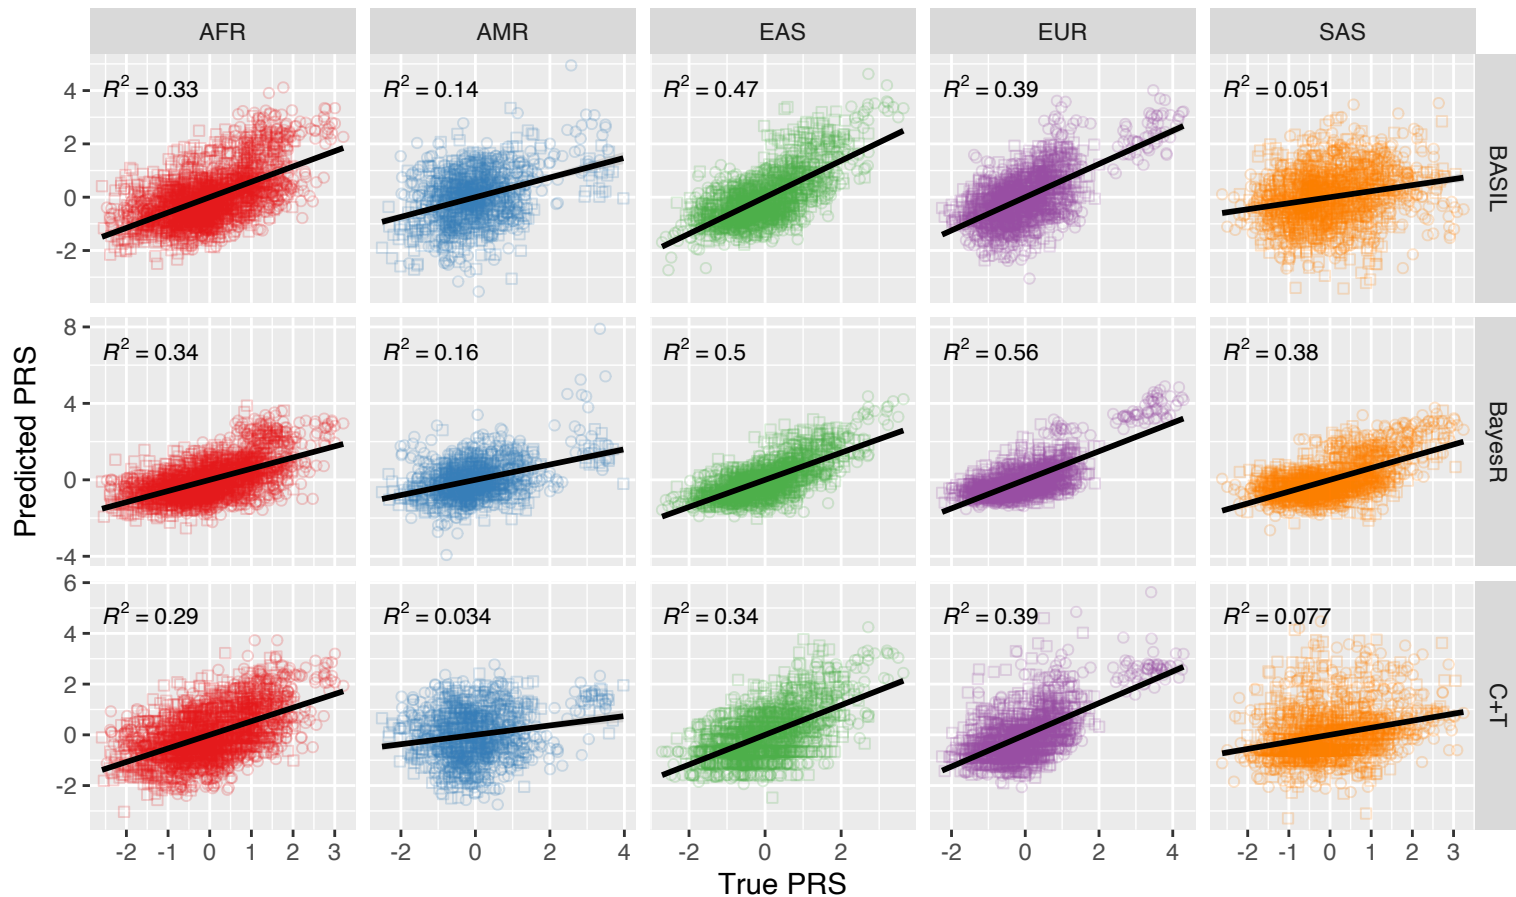 AFR AMR EAS EUR SAS
R² = 0.33 R² = 0.14 R² = 0.47 R² = 0.39 R² = 0.051
4
2
0
-2
BASIL
R² = 0.34 R² = 0.16 R² = 0.5 R² = 0.56 R² = 0.38
8
4
0
-4
BayesR
R² = 0.29 R² = 0.034 R² = 0.34 R² = 0.39 R² = 0.077
6
4
2
0
-2
C+T
Predicted PRS
-2 -1 0 1 2 3 -2 0 2 4 -2 0 2 -2 0 2 4 -2 -1 0 1 2 3
True PRS